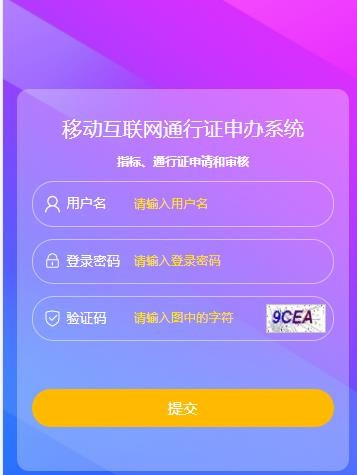 移动互联网通行证申办系统
指标、通行证申请和审核
用户名 请输入用户名
登录密码 请输入登录密码
验证码 请输入图中的字符 9CEA
提交